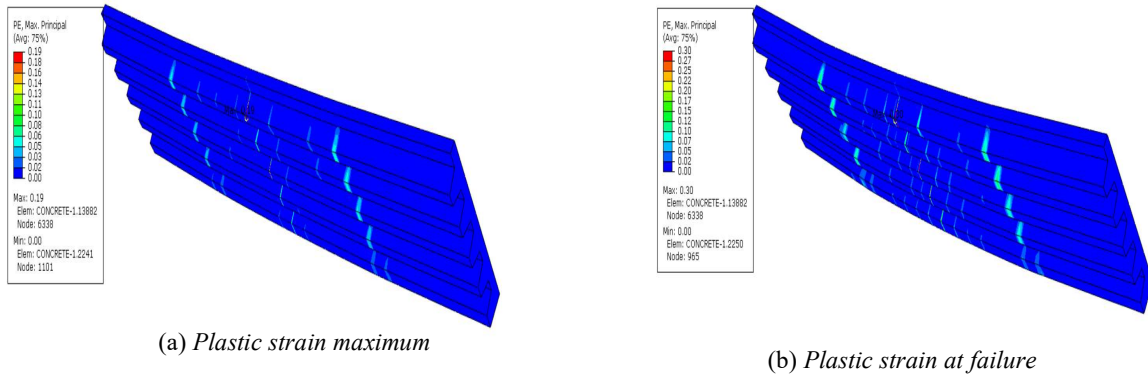 PE, Max. Principal
(Avg: 75%)
0.19
0.18
0.16
0.14
0.13
0.11
0.10
0.08
0.06
0.05
0.03
0.02
0.00
Max: 0.19
Elem: CONCRETE-1.13882
Node: 6338
Min: 0.00
Elem: CONCRETE-1.2241
Node: 1101
(a) Plastic strain maximum
PE, Max. Principal
(Avg: 75%)
0.30
0.27
0.25
0.22
0.20
0.17
0.15
0.12
0.10
0.07
0.05
0.02
0.00
Max: 0.30
Elem: CONCRETE-1.13882
Node: 6338
Min: 0.00
Elem: CONCRETE-1.2250
Node: 965
(b) Plastic strain at failure